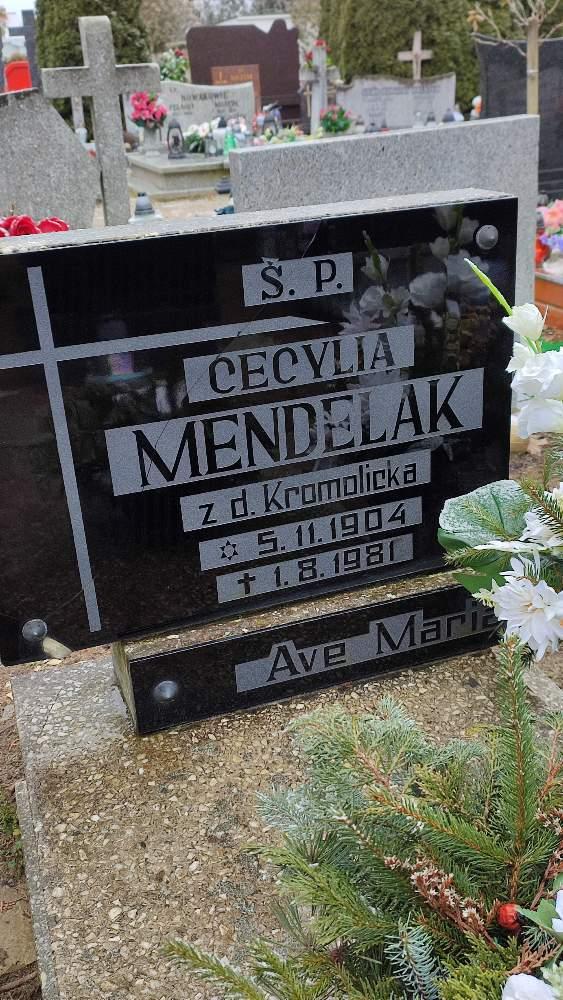 Š. P.
CECYLIA
MENDELAK
z d. Kromolicka
✡ 5.11.1904
✝ 1.8.1981
Ave Maria